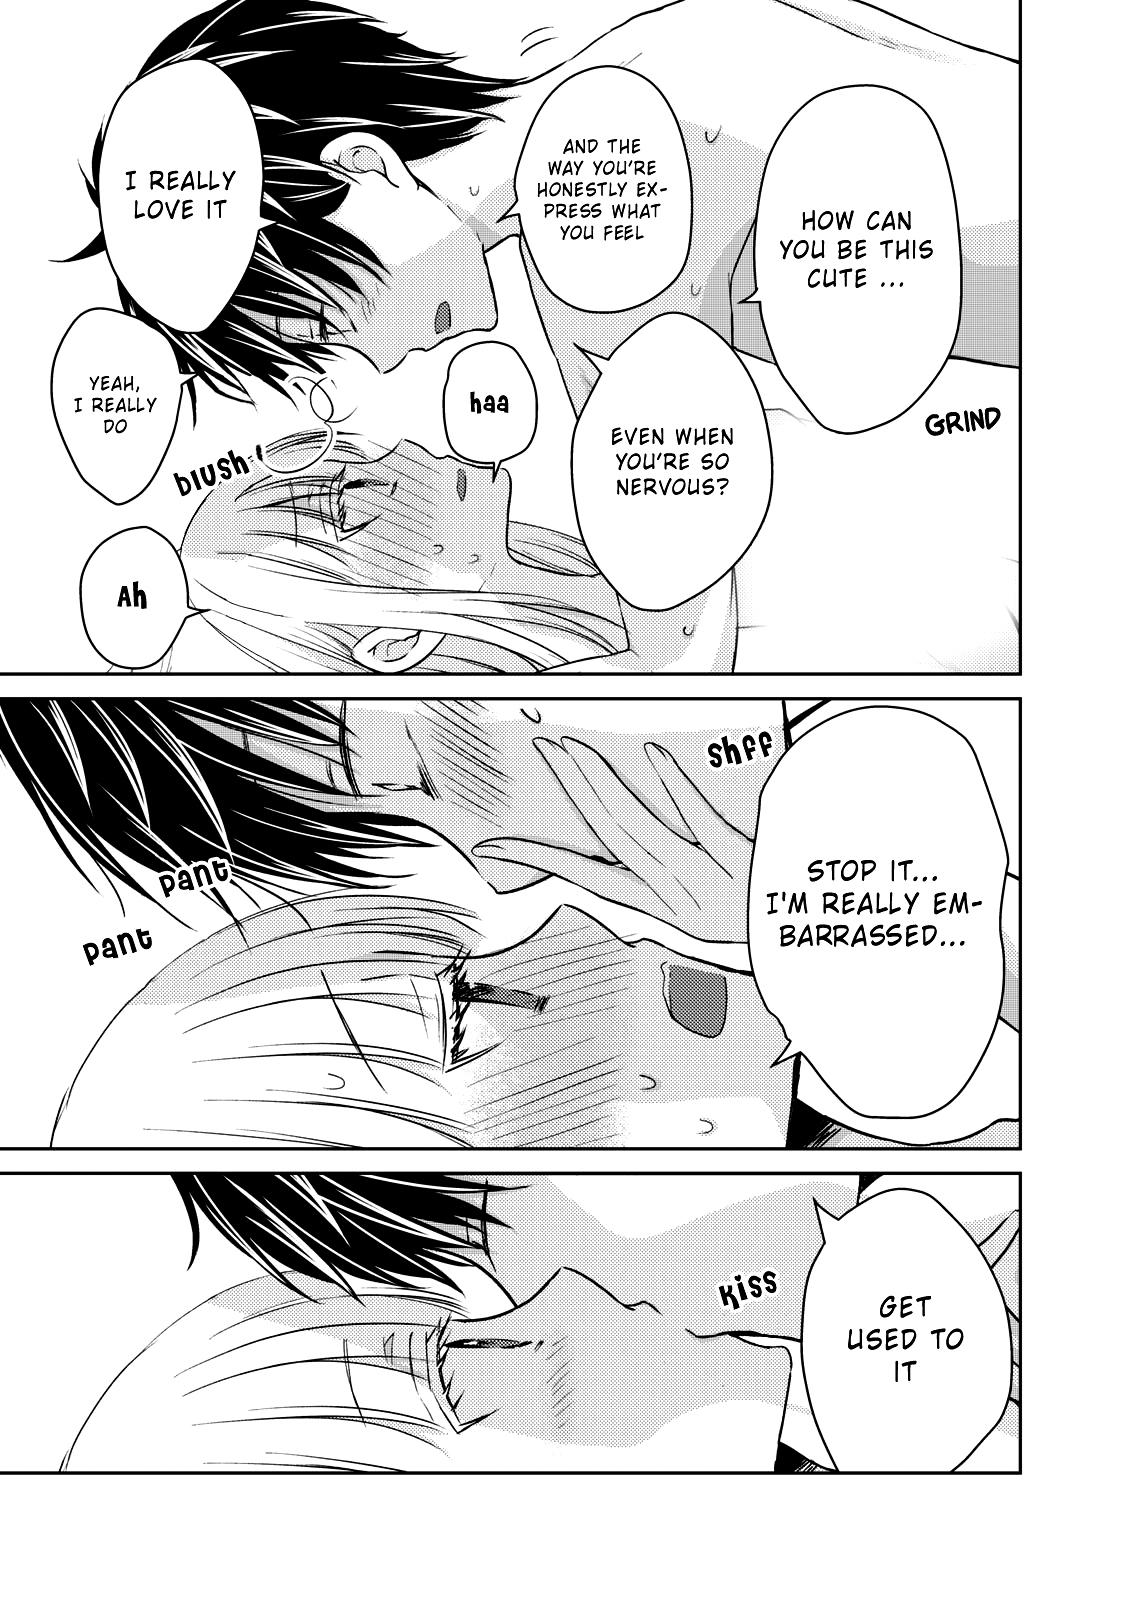 HOW CAN
YOU BE THIS
CUTE ...
GRIND
AND THE
WAY YOU'RE
HONESTLY EX-
PRESS WHAT
YOU FEEL
EVEN WHEN
YOU'RE SO
NERVOUS?
haa
I REALLY
LOVE IT
YEAH,
I REALLY
DO
blush
Ah
Shff
STOP IT...
I'M REALLY EM-
BARRASSED...
pant
pant
GET
USED TO
IT
kiss